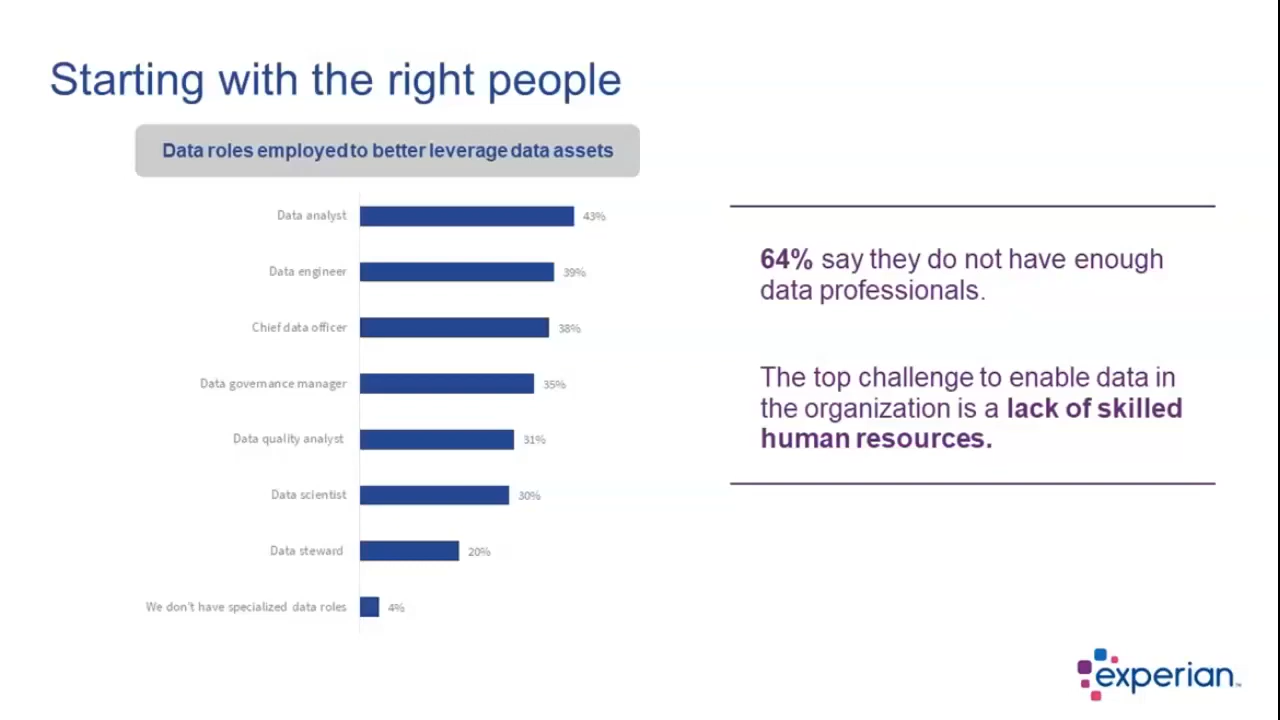 Starting with the right people
Data roles employed to better leverage data assets
Data analyst 43%
Data engineer 39%
Chief data officer 38%
Data governance manager 35%
Data quality analyst 31%
Data scientist 30%
Data steward 20%
We don't have specialized data roles 4%
64% say they do not have enough
data professionals.
The top challenge to enable data in
the organization is a lack of skilled
human resources.
experian™